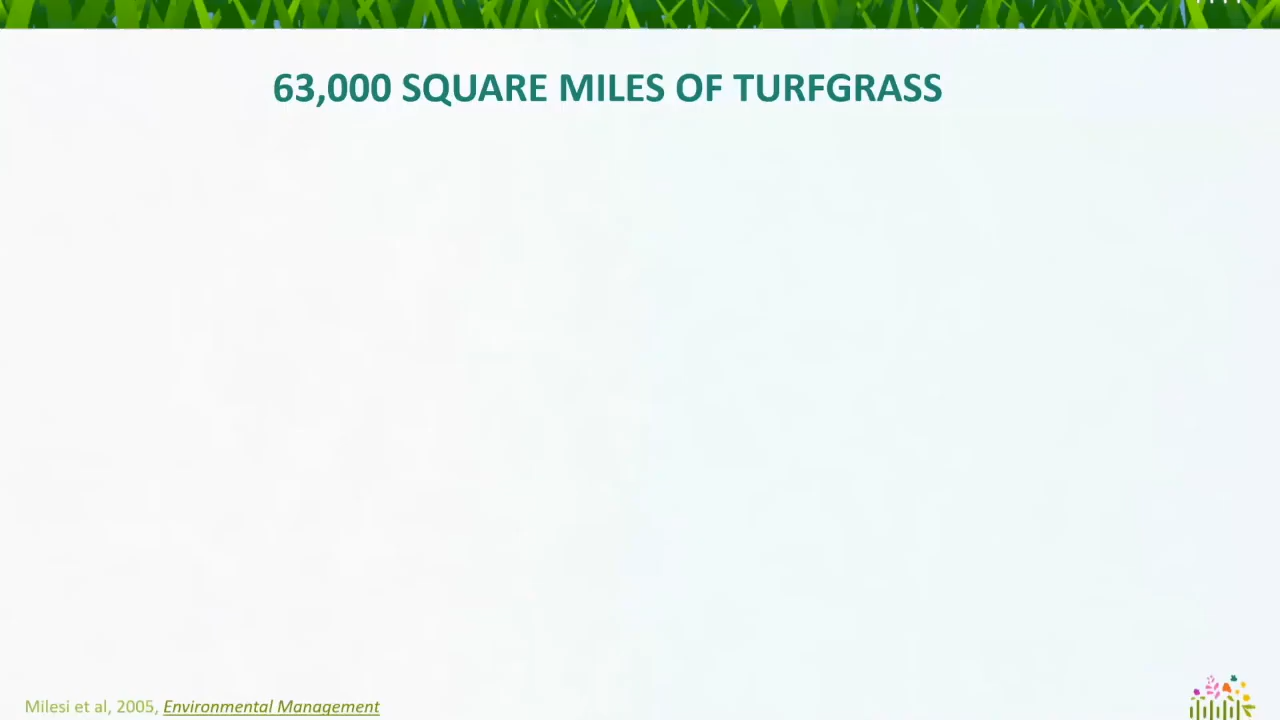 63,000 SQUARE MILES OF TURFGRASS
Milesi et al, 2005, Environmental Management